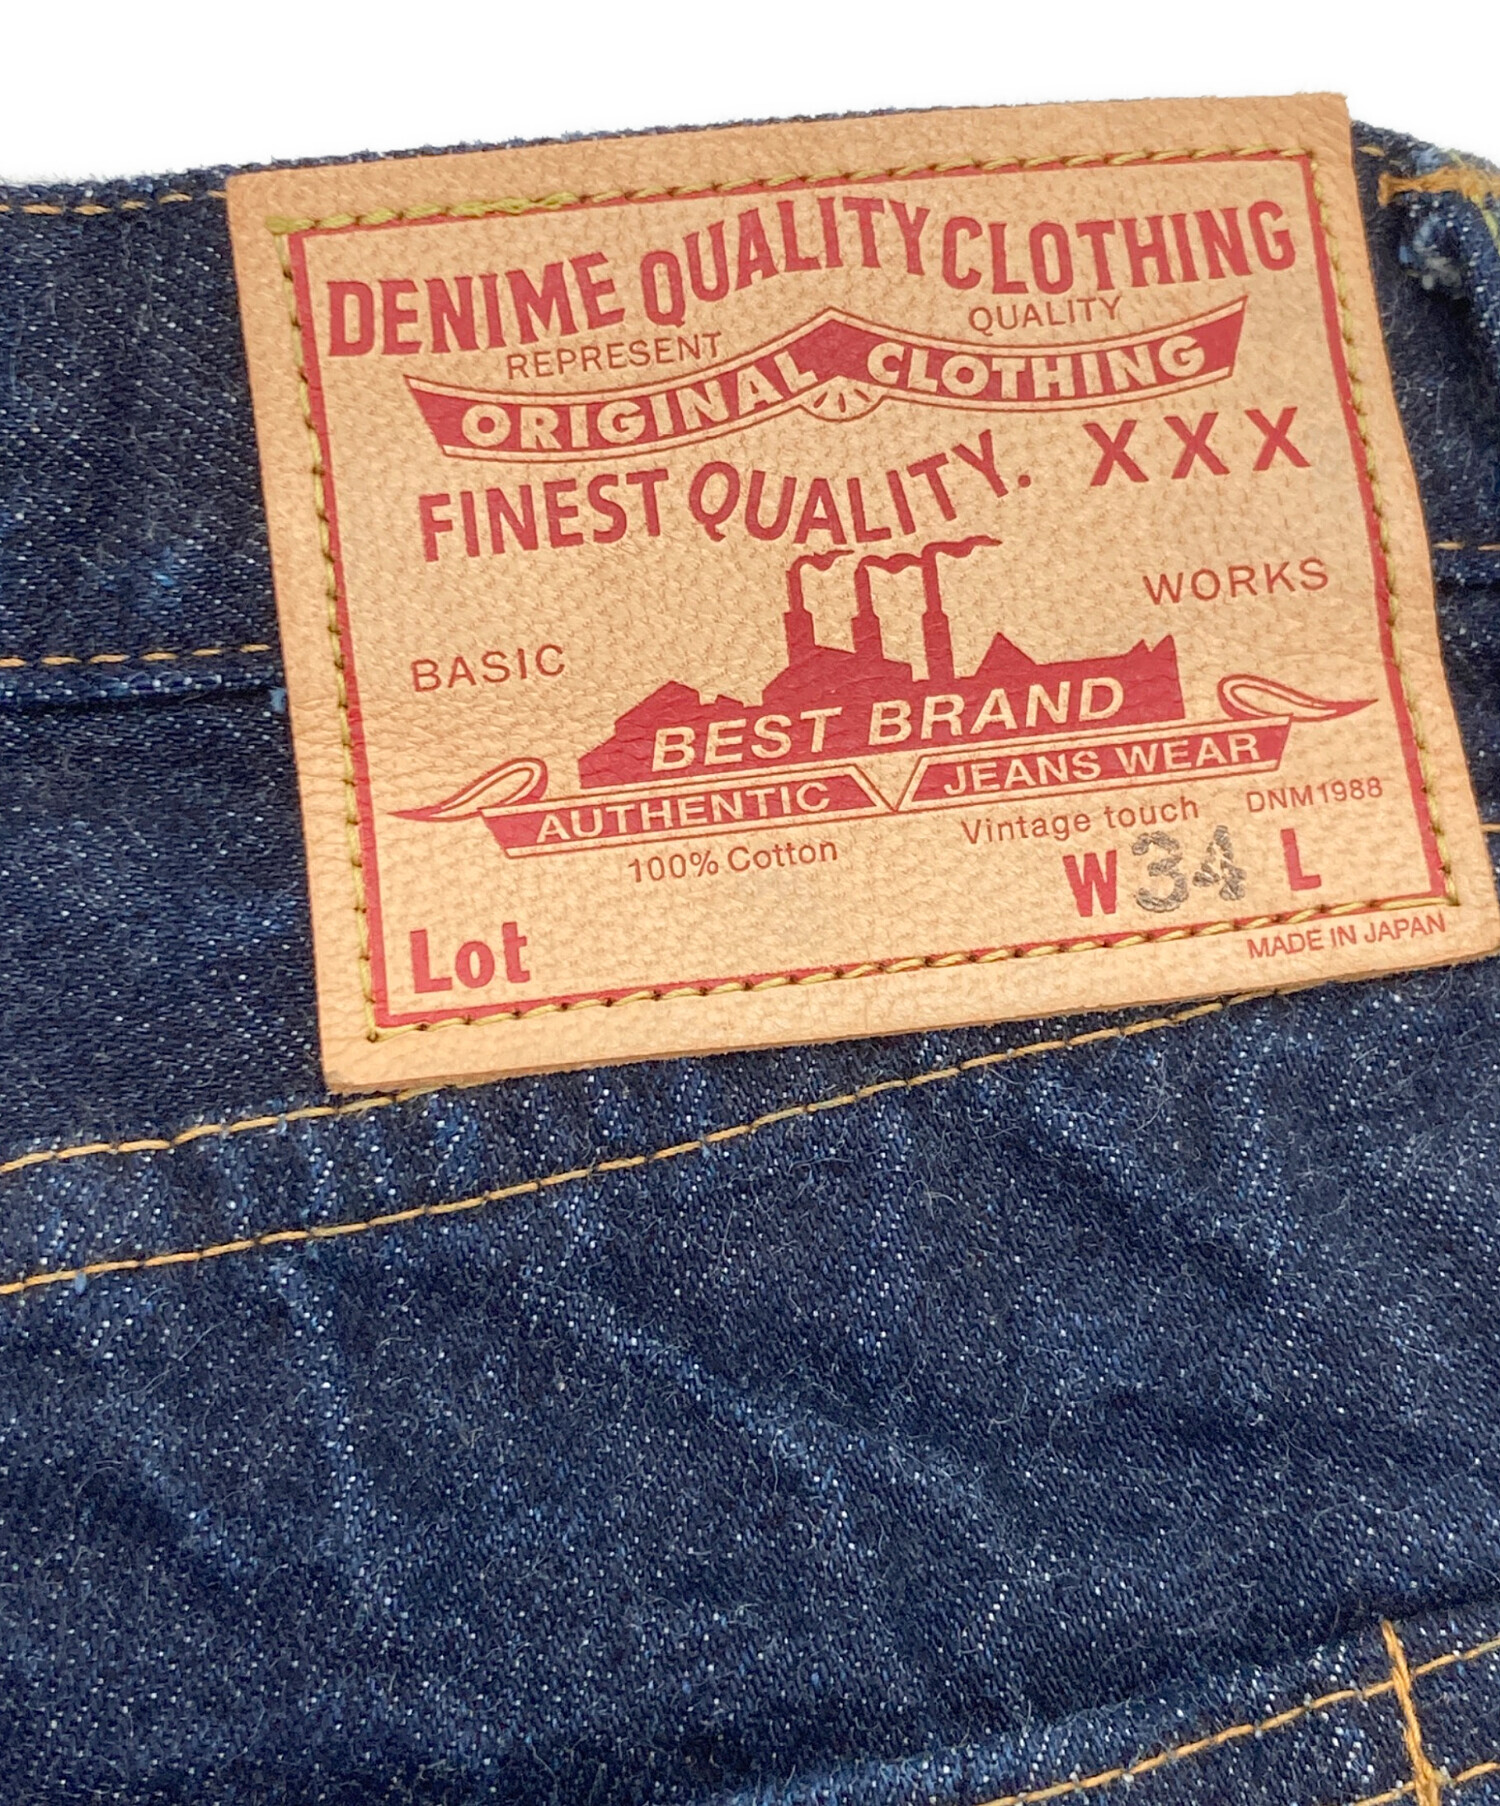 DENIME QUALITY CLOTHING
REPRESENT QUALITY
ORIGINAL CLOTHING
FINEST QUALITY. XXX
BASIC WORKS
BEST BRAND
AUTHENTIC JEANS WEAR
100% Cotton Vintage touch DNM1988
W 34 L
Lot
MADE IN JAPAN